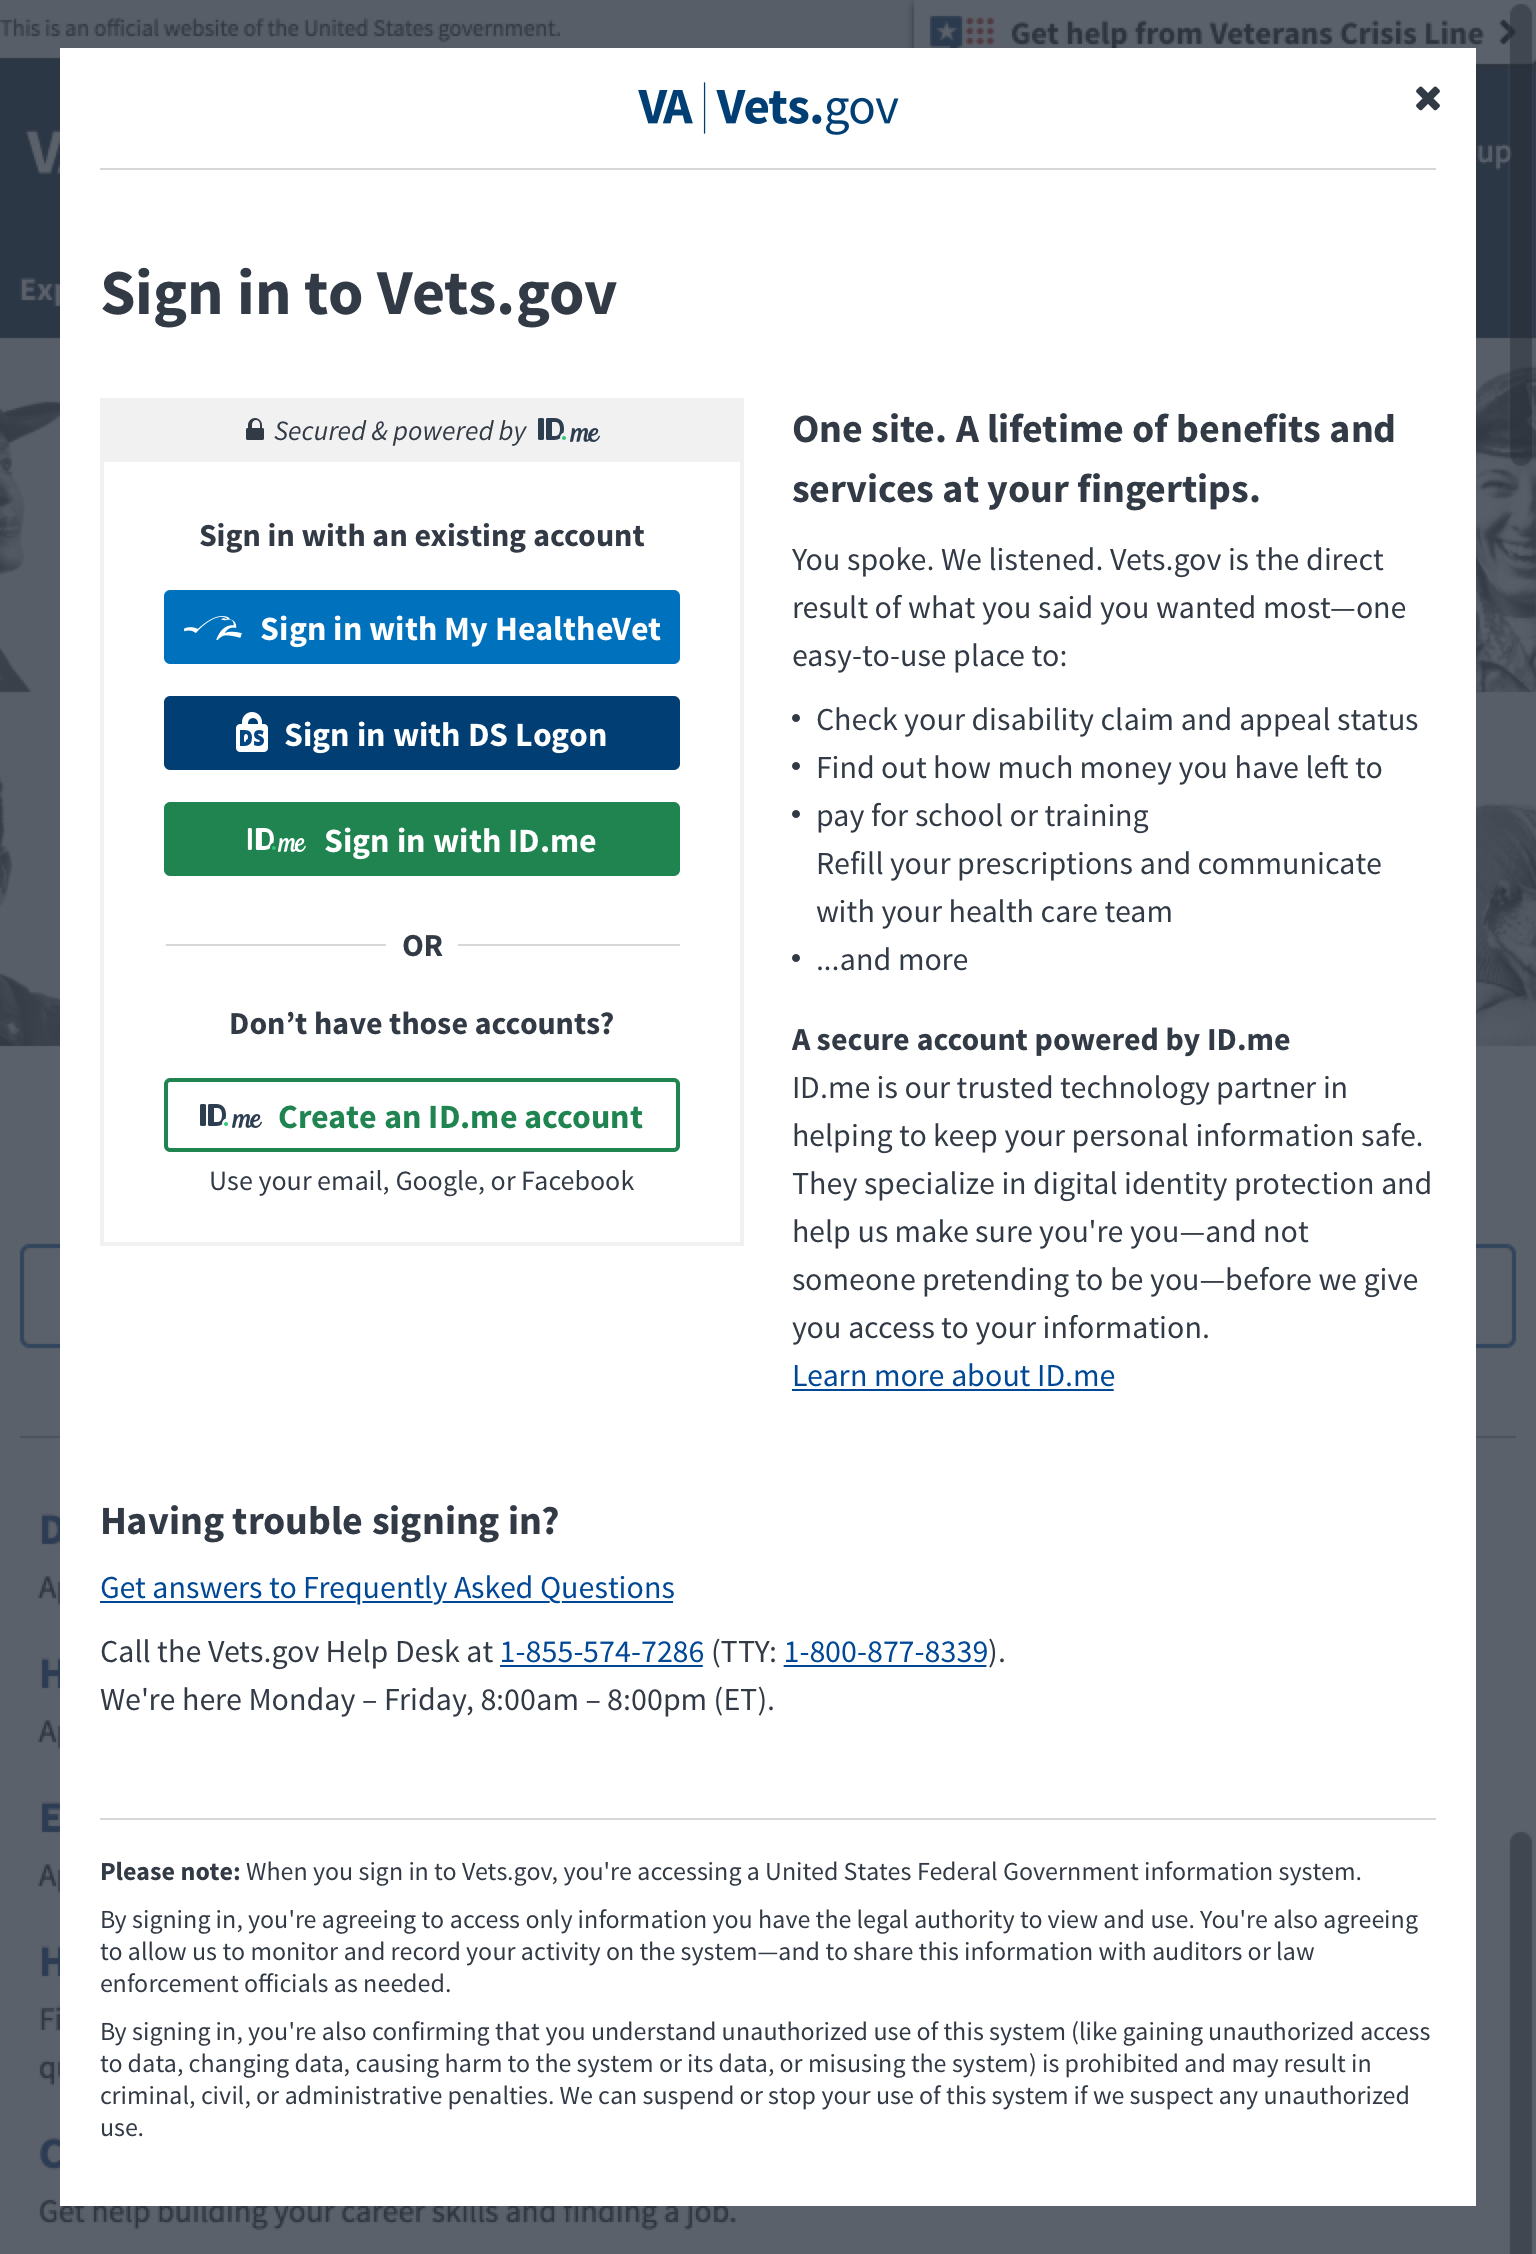 This is an official website of the United States government.
Get help from Veterans Crisis Line
VA | Vets.gov
up
Sign in to Vets.gov
Secured & powered by ID.me
Sign in with an existing account
Sign in with My HealtheVet
DS Sign in with DS Logon
ID.me Sign in with ID.me
OR
Don’t have those accounts?
ID.me Create an ID.me account
Use your email, Google, or Facebook
One site. A lifetime of benefits and
services at your fingertips.
You spoke. We listened. Vets.gov is the direct
result of what you said you wanted most—one
easy-to-use place to:
• Check your disability claim and appeal status
• Find out how much money you have left to
• pay for school or training
Refill your prescriptions and communicate
with your health care team
• ...and more
A secure account powered by ID.me
ID.me is our trusted technology partner in
helping to keep your personal information safe.
They specialize in digital identity protection and
help us make sure you're you—and not
someone pretending to be you—before we give
you access to your information.
Learn more about ID.me
Having trouble signing in?
Get answers to Frequently Asked Questions
Call the Vets.gov Help Desk at 1-855-574-7286 (TTY: 1-800-877-8339).
We're here Monday – Friday, 8:00am – 8:00pm (ET).
Please note: When you sign in to Vets.gov, you're accessing a United States Federal Government information system.
By signing in, you're agreeing to access only information you have the legal authority to view and use. You're also agreeing
to allow us to monitor and record your activity on the system—and to share this information with auditors or law
enforcement officials as needed.
By signing in, you're also confirming that you understand unauthorized use of this system (like gaining unauthorized access
to data, changing data, causing harm to the system or its data, or misusing the system) is prohibited and may result in
criminal, civil, or administrative penalties. We can suspend or stop your use of this system if we suspect any unauthorized
use.
Get help building your career skills and finding a job.